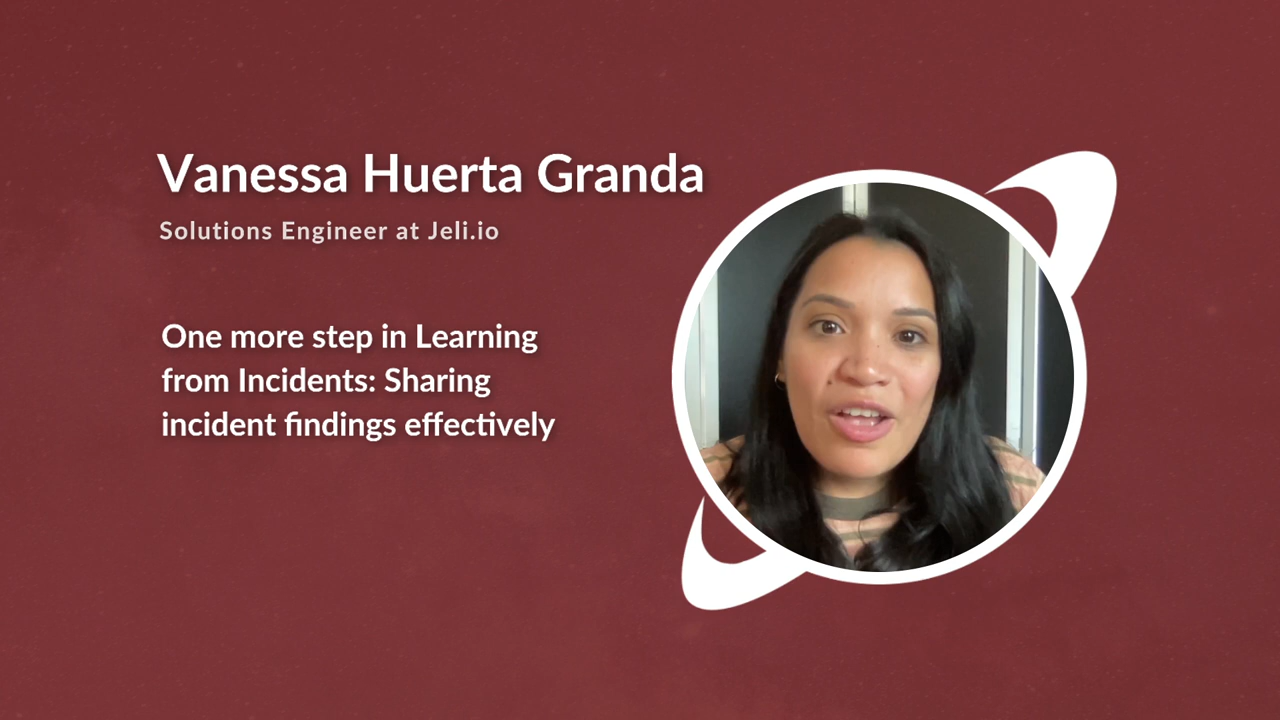 Vanessa Huerta Granda
Solutions Engineer at Jeli.io
One more step in Learning
from Incidents: Sharing
incident findings effectively